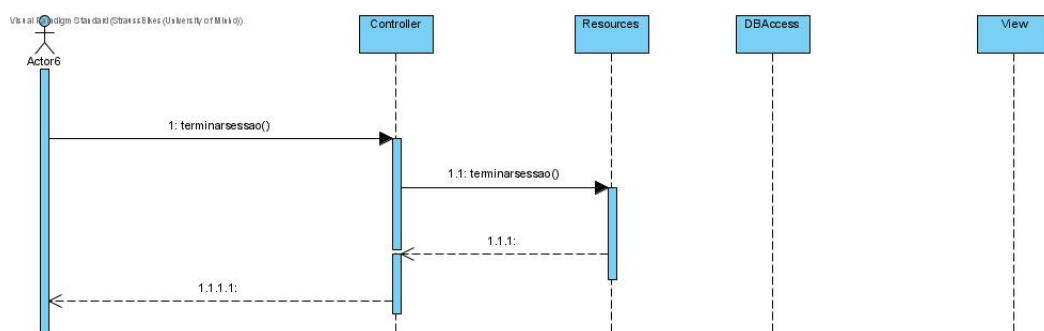 Visual Paradigm Standard (Strauss Bikes (University of Minho))
Controller
Resources
DBAccess
View
Actor6
1: terminarsessao()
1.1: terminarsessao()
1.1.1:
1.1.1.1: